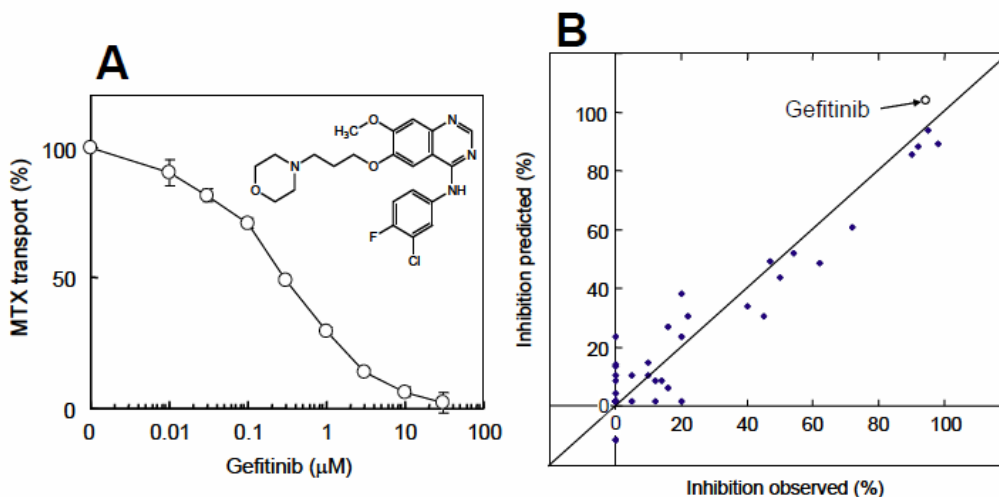 A
MTX transport (%)
100
50
0
0
0.01
0.1
1
10
100
Gefitinib (μM)
H₃C
O
N
N
N
O
O
NH
F
Cl
B
Inhibition predicted (%)
100
80
60
40
20
0
Gefitinib
0
20
40
60
80
100
Inhibition observed (%)